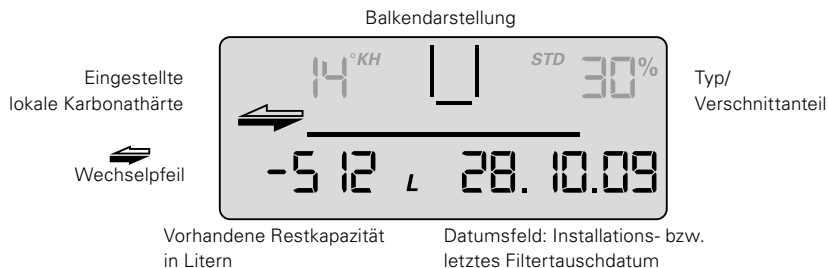 Balkendarstellung
Eingestellte
lokale Karbonathärte
14 °KH
STD 30%
Typ/
Verschnittanteil
Wechselpfeil
-512 L 28.10.09
Vorhandene Restkapazität
in Litern
Datumsfeld: Installations- bzw.
letztes Filtertauschdatum